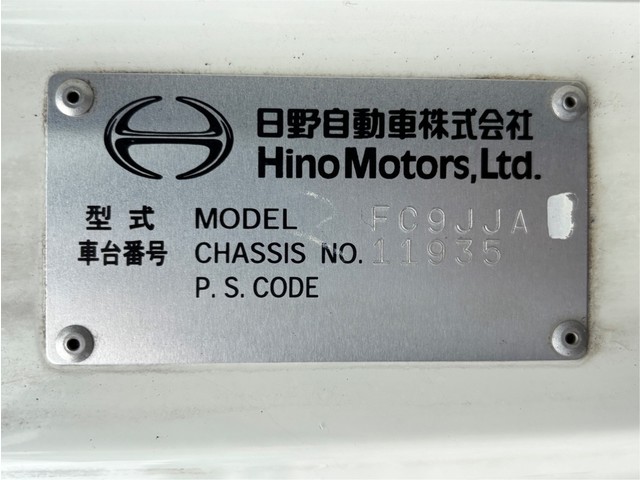 日野自動車株式会社
Hino Motors, Ltd.
型式 MODEL FC9JJA
車台番号 CHASSIS NO. 11935
P. S. CODE